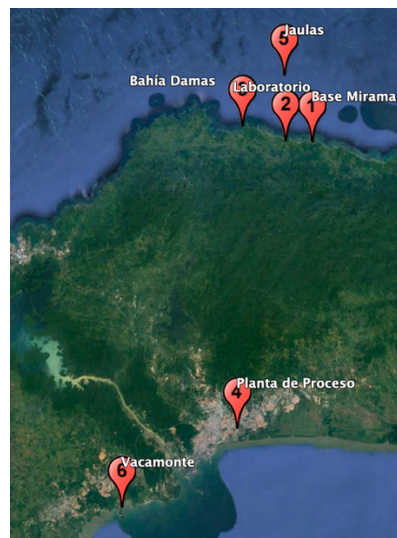 Jaulas
5
Bahía Damas
Laboratorio
3
2
Base Mirama
1
Planta de Proceso
4
Vacamonte
6